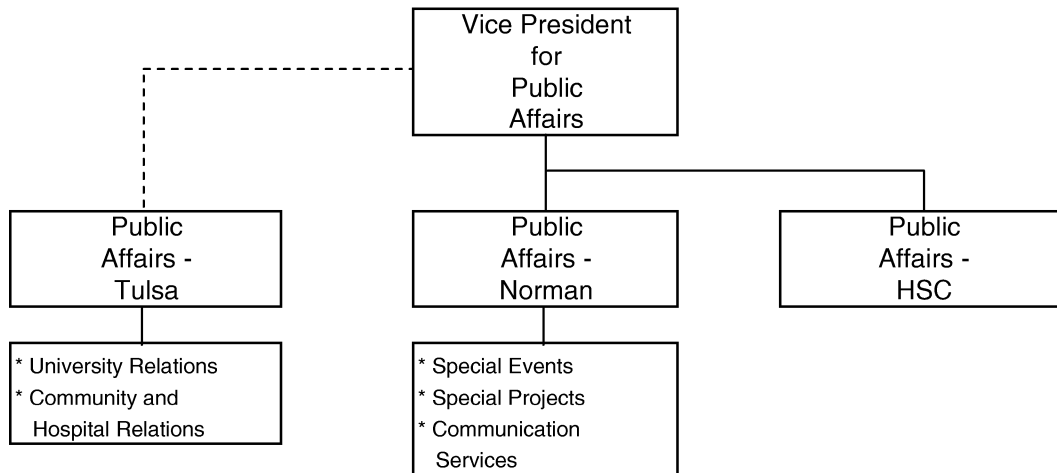 Vice President
for
Public
Affairs
Public
Affairs -
Tulsa
Public
Affairs -
Norman
Public
Affairs -
HSC
* University Relations
* Community and
Hospital Relations
* Special Events
* Special Projects
* Communication
Services